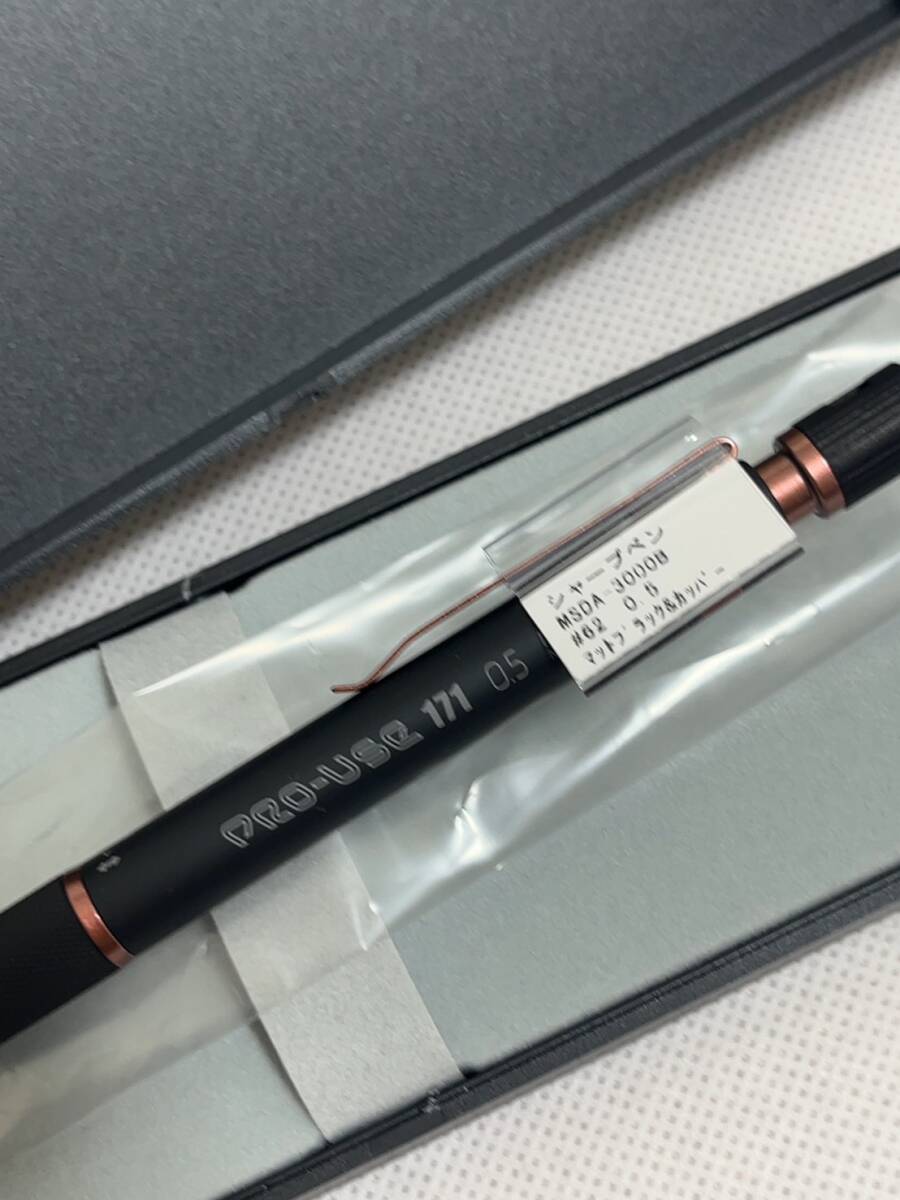 シャープペン
MSDA-3000B
#62 0.5
マットブラック&カッパー
PRO-USE 171 0.5